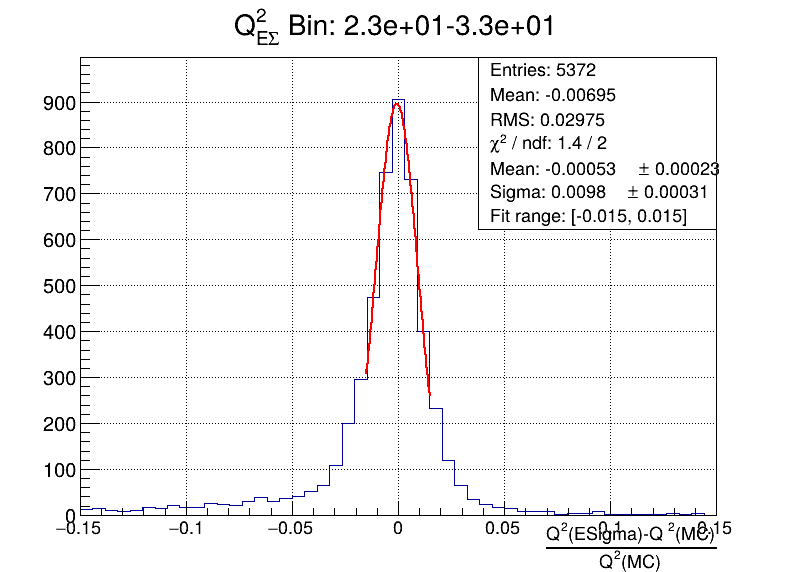 Q²_EΣ Bin: 2.3e+01-3.3e+01
Entries: 5372
Mean: -0.00695
RMS: 0.02975
χ² / ndf: 1.4 / 2
Mean: -0.00053 ± 0.00023
Sigma: 0.0098 ± 0.00031
Fit range: [-0.015, 0.015]
900
800
700
600
500
400
300
200
100
0
−0.15 −0.1 −0.05 0 0.05 0.1 0.15
Q²(ESigma)-Q ²(MC)
Q²(MC)